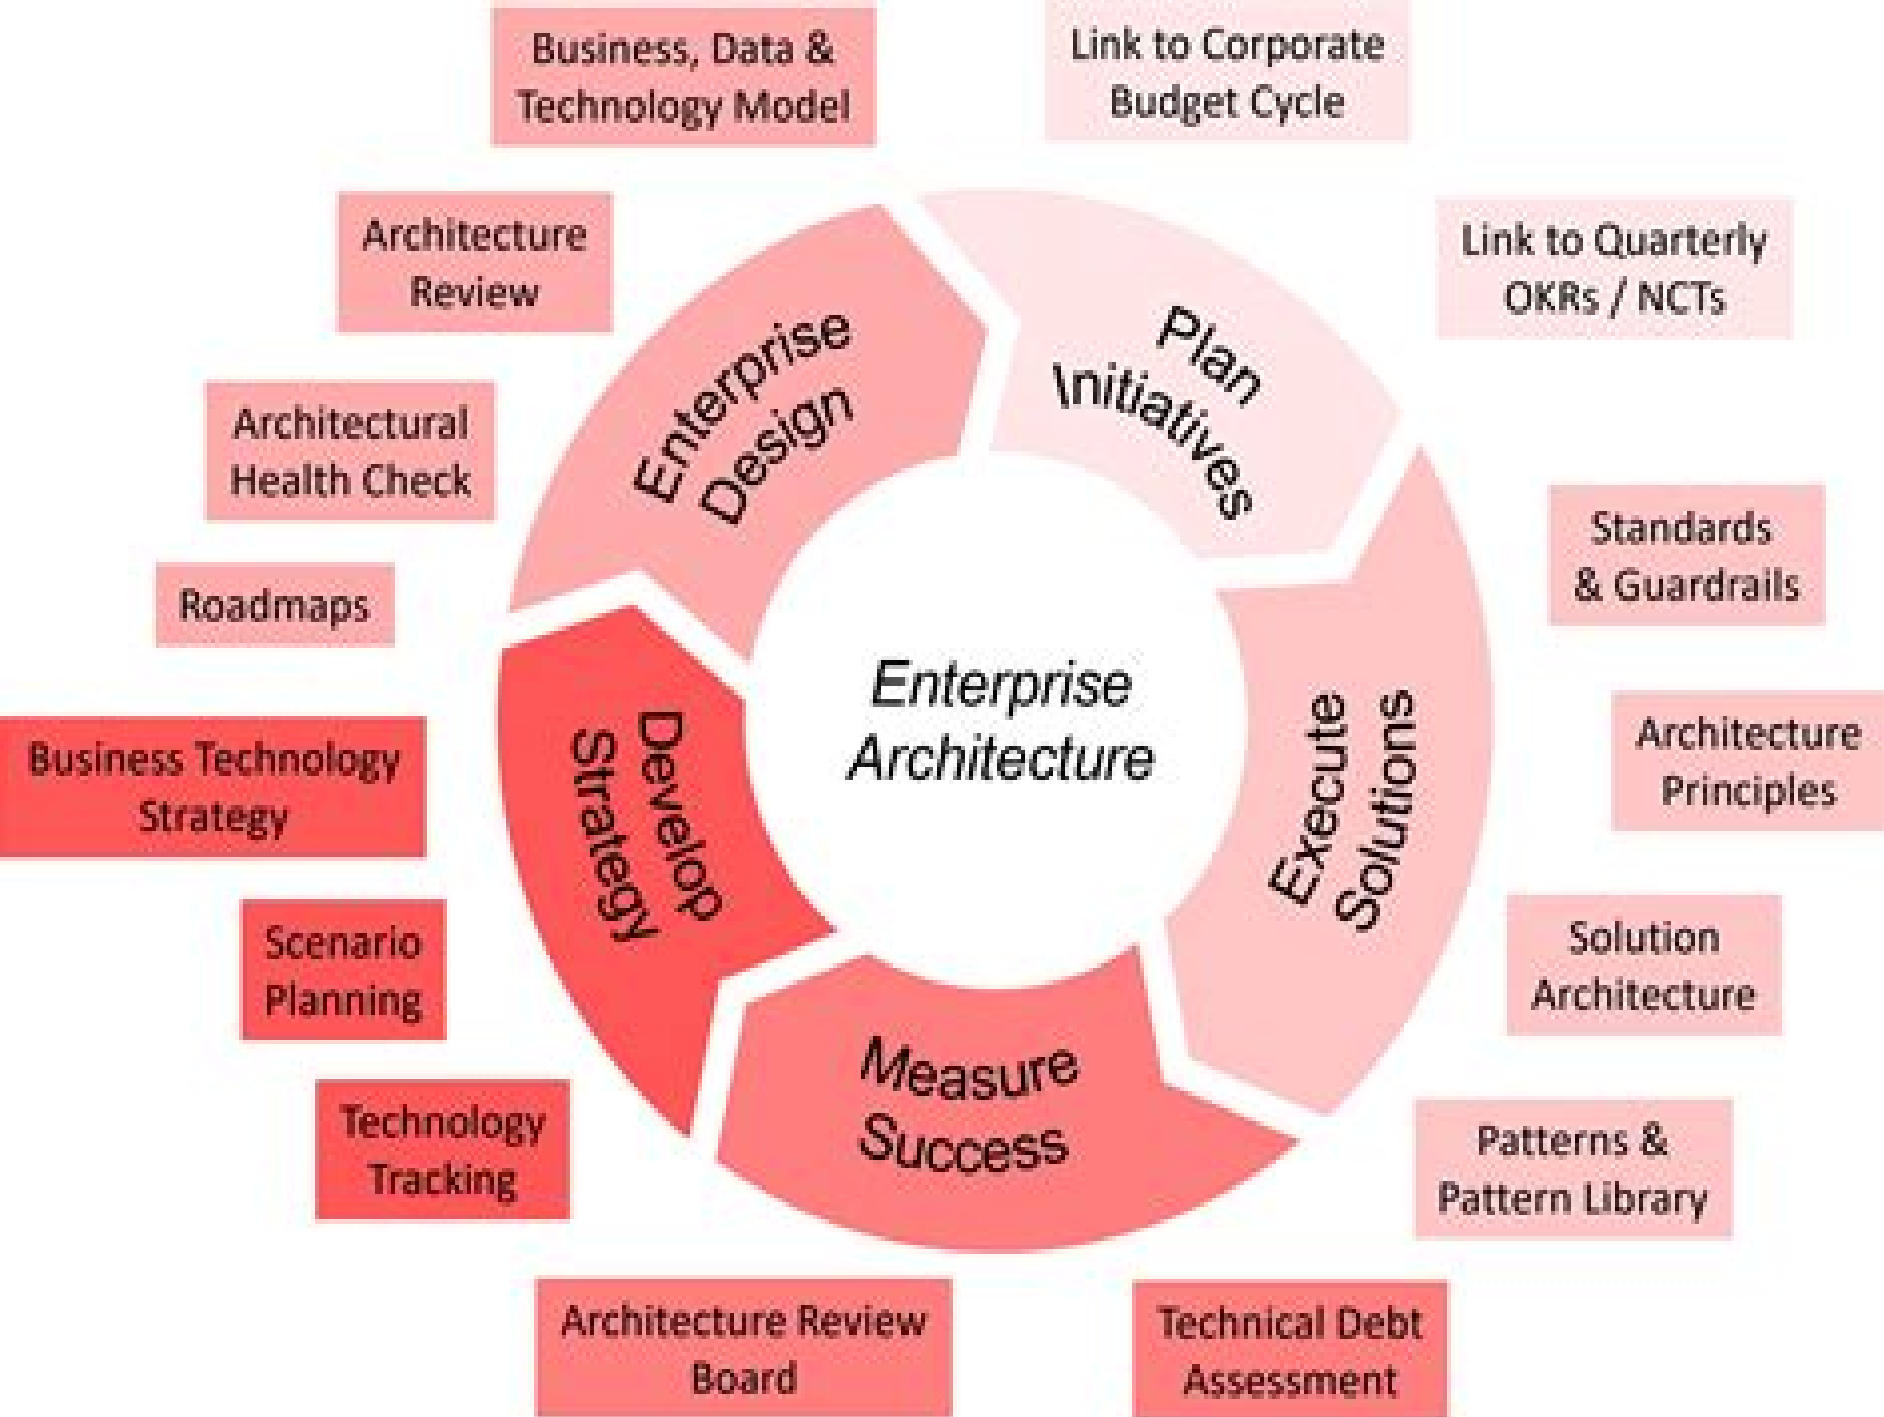 Business, Data &
Technology Model
Link to Corporate
Budget Cycle
Architecture
Review
Link to Quarterly
OKRs / NCTs
Architectural
Health Check
Roadmaps
Standards
& Guardrails
Business Technology
Strategy
Architecture
Principles
Scenario
Planning
Solution
Architecture
Technology
Tracking
Patterns &
Pattern Library
Architecture Review
Board
Technical Debt
Assessment
Enterprise
Design
Plan
Initiatives
Execute
Solutions
Measure
Success
Develop
Strategy
Enterprise
Architecture